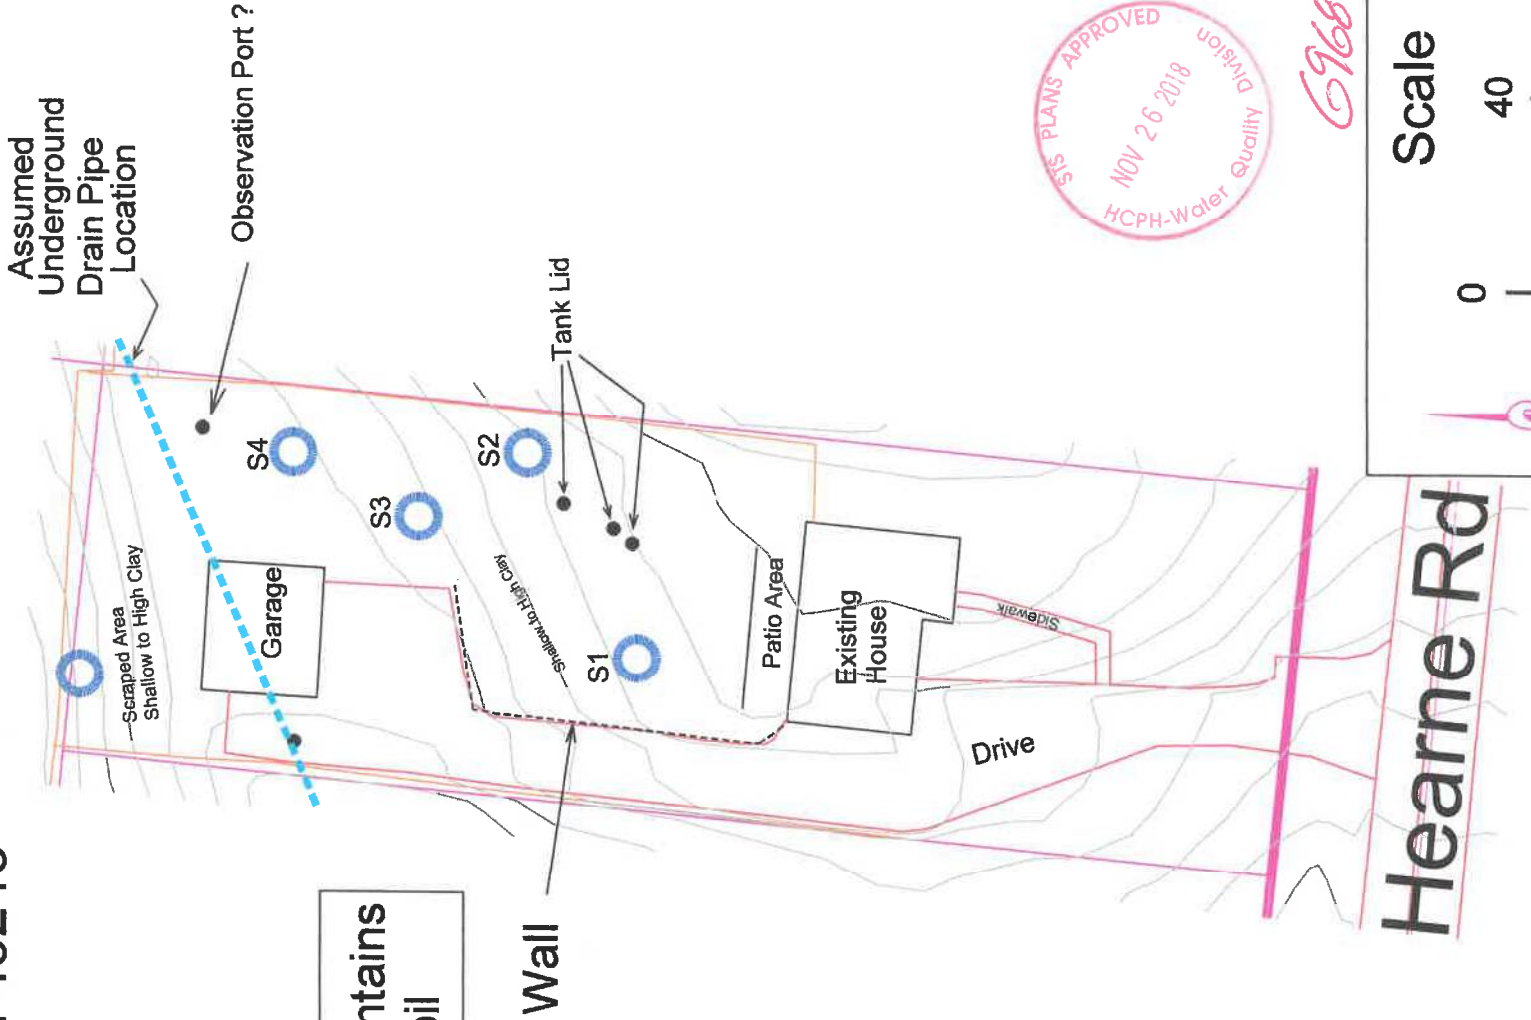 Assumed
Underground
Drain Pipe
Location
Observation Port ?
STS PLANS APPROVED
NOV 26 2018
HCPH-Water Quality Division
6968
Scale
0
40
Tank Lid
S4
S3
S2
S1
Scraped Area
Shallow to High Clay
Garage
Shallow to High Clay
Patio Area
Existing
House
Sidewalk
Drive
Wall
ntains
Hearne Rd